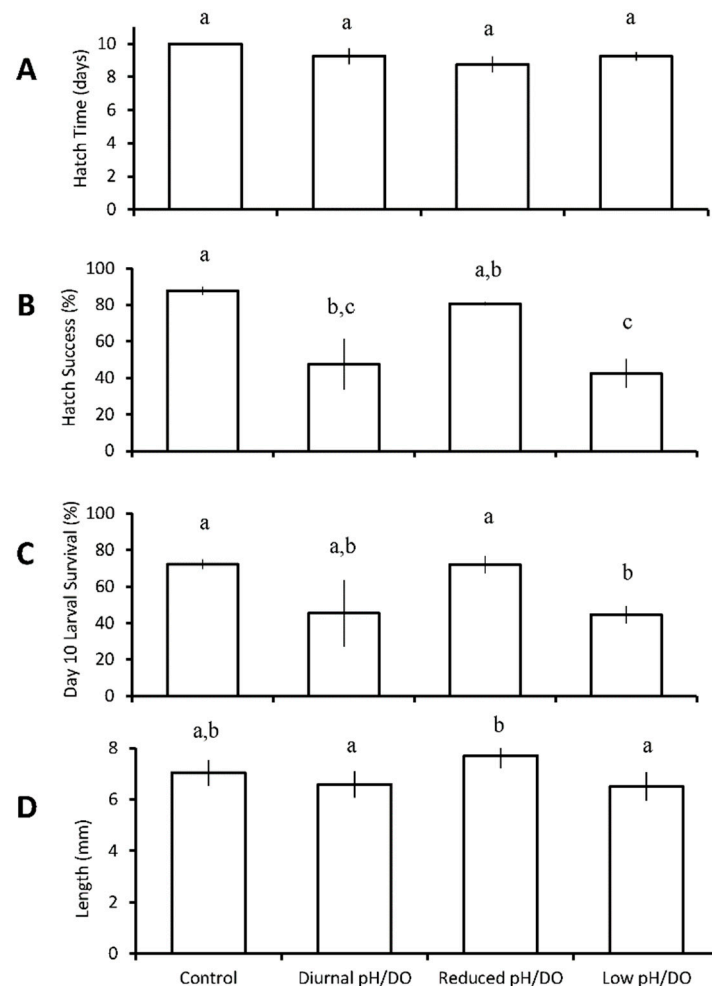 a a a a
A
Hatch Time (days)
10
8
6
4
2
0
a b,c a,b c
B
Hatch Success (%)
100
80
60
40
20
0
a a,b a b
C
Day 10 Larval Survival (%)
100
80
60
40
20
0
a,b a b a
D
Length (mm)
8
6
4
2
0
Control Diurnal pH/DO Reduced pH/DO Low pH/DO